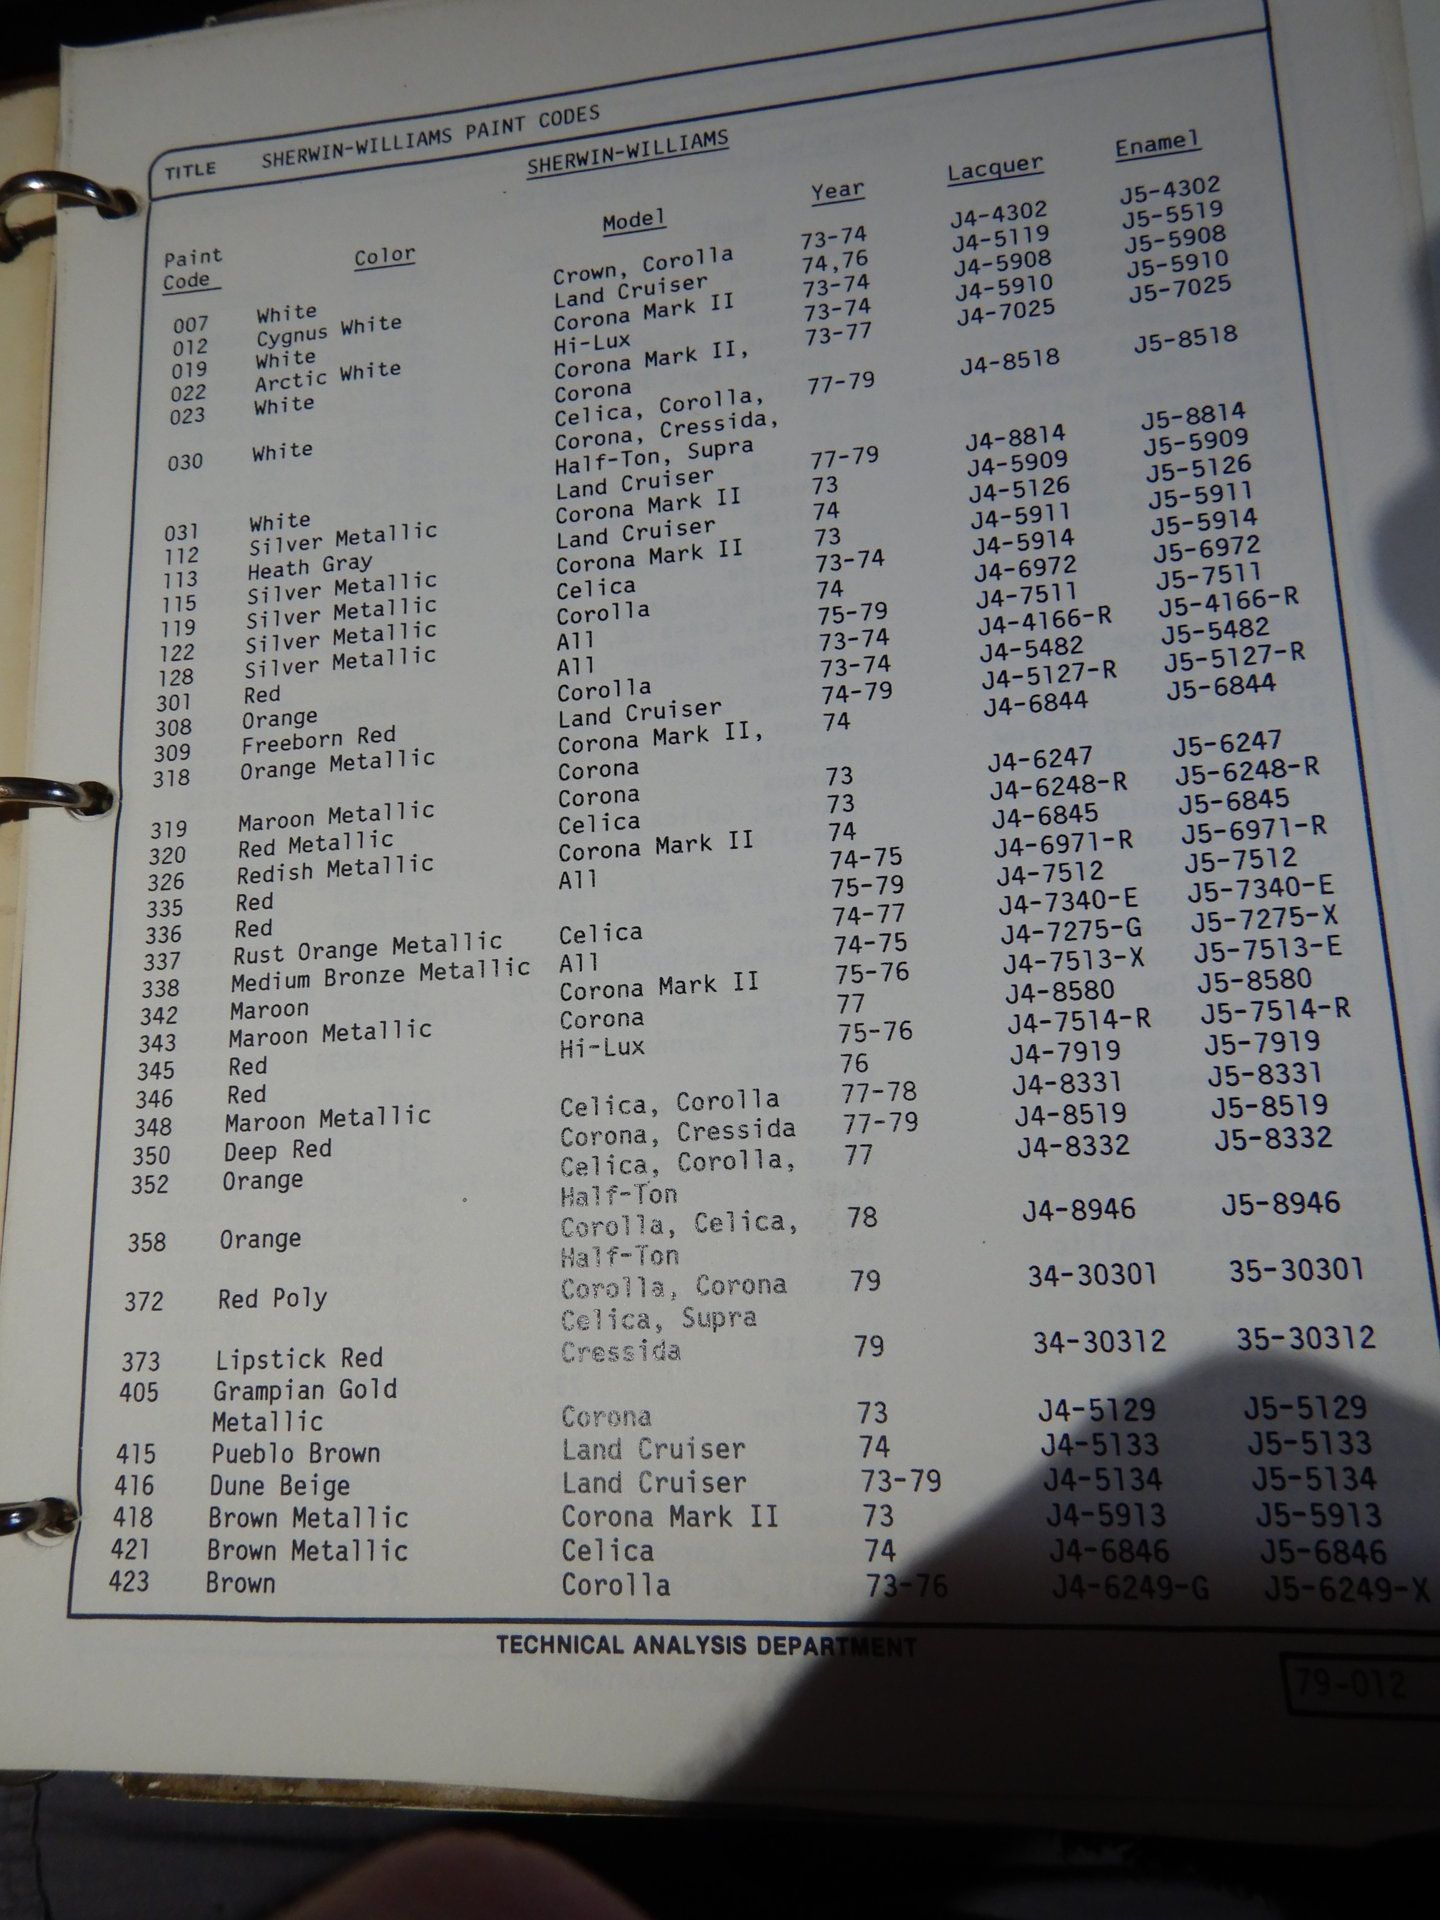 TITLE SHERWIN-WILLIAMS PAINT CODES
SHERWIN-WILLIAMS
Paint
Code Color Model Year Lacquer Enamel
007 White Crown, Corolla 73-74 J4-4302 J5-4302
012 Cygnus White Land Cruiser 74,76 J4-5119 J5-5519
019 White Corona Mark II 73-74 J4-5908 J5-5908
022 Arctic White Hi-Lux 73-74 J4-5910 J5-5910
023 White Corona Mark II, 73-77 J4-7025 J5-7025
Corona
030 White Celica, Corolla, 77-79 J4-8518 J5-8518
Corona, Cressida,
Half-Ton, Supra
031 White Land Cruiser 77-79 J4-8814 J5-8814
112 Silver Metallic Corona Mark II 73 J4-5909 J5-5909
113 Heath Gray Land Cruiser 74 J4-5126 J5-5126
115 Silver Metallic Corona Mark II 73 J4-5911 J5-5911
119 Silver Metallic Celica 73-74 J4-5914 J5-5914
122 Silver Metallic Corolla 74 J4-6972 J5-6972
128 Silver Metallic All 75-79 J4-7511 J5-7511
301 Red All 73-74 J4-4166-R J5-4166-R
308 Orange Corolla 73-74 J4-5482 J5-5482
309 Freeborn Red Land Cruiser 74-79 J4-5127-R J5-5127-R
318 Orange Metallic Corona Mark II, 74 J4-6844 J5-6844
Corona
319 Maroon Metallic Corona 73 J4-6247 J5-6247
320 Red Metallic Celica 73 J4-6248-R J5-6248-R
326 Redish Metallic Corona Mark II 74 J4-6845 J5-6845
335 Red All 74-75 J4-6971-R J5-6971-R
336 Red 75-79 J4-7512 J5-7512
337 Rust Orange Metallic Celica 74-77 J4-7340-E J5-7340-E
338 Medium Bronze Metallic All 74-75 J4-7275-G J5-7275-X
342 Maroon Corona Mark II 75-76 J4-7513-X J5-7513-E
343 Maroon Metallic Corona 77 J4-8580 J5-8580
345 Red Hi-Lux 75-76 J4-7514-R J5-7514-R
346 Red 76 J4-7919 J5-7919
348 Maroon Metallic Celica, Corolla 77-78 J4-8331 J5-8331
350 Deep Red Corona, Cressida 77-79 J4-8519 J5-8519
352 Orange Celica, Corolla, 77 J4-8332 J5-8332
Half-Ton
358 Orange Corolla, Celica, 78 J4-8946 J5-8946
Half-Ton
372 Red Poly Corolla, Corona 79 34-30301 35-30301
Celica, Supra
373 Lipstick Red Cressida 79 34-30312 35-30312
405 Grampian Gold
Metallic Corona 73 J4-5129 J5-5129
415 Pueblo Brown Land Cruiser 74 J4-5133 J5-5133
416 Dune Beige Land Cruiser 73-79 J4-5134 J5-5134
418 Brown Metallic Corona Mark II 73 J4-5913 J5-5913
421 Brown Metallic Celica 74 J4-6846 J5-6846
423 Brown Corolla 73-76 J4-6249-G J5-6249-X
TECHNICAL ANALYSIS DEPARTMENT
79-012